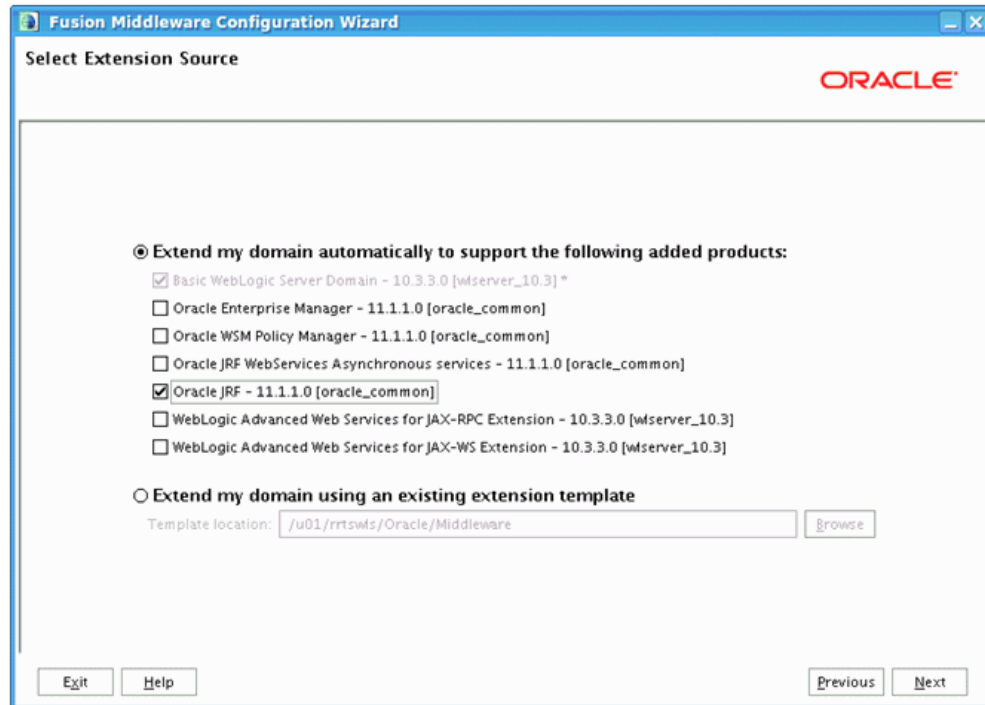 Fusion Middleware Configuration Wizard
Select Extension Source
ORACLE
Extend my domain automatically to support the following added products:
Basic WebLogic Server Domain - 10.3.3.0 [wlserver_10.3] *
Oracle Enterprise Manager - 11.1.1.0 [oracle_common]
Oracle WSM Policy Manager - 11.1.1.0 [oracle_common]
Oracle JRF WebServices Asynchronous services - 11.1.1.0 [oracle_common]
Oracle JRF - 11.1.1.0 [oracle_common]
WebLogic Advanced Web Services for JAX-RPC Extension - 10.3.3.0 [wlserver_10.3]
WebLogic Advanced Web Services for JAX-WS Extension - 10.3.3.0 [wlserver_10.3]
Extend my domain using an existing extension template
Template location: /u01/rrtswls/Oracle/Middleware Browse
Exit Help Previous Next